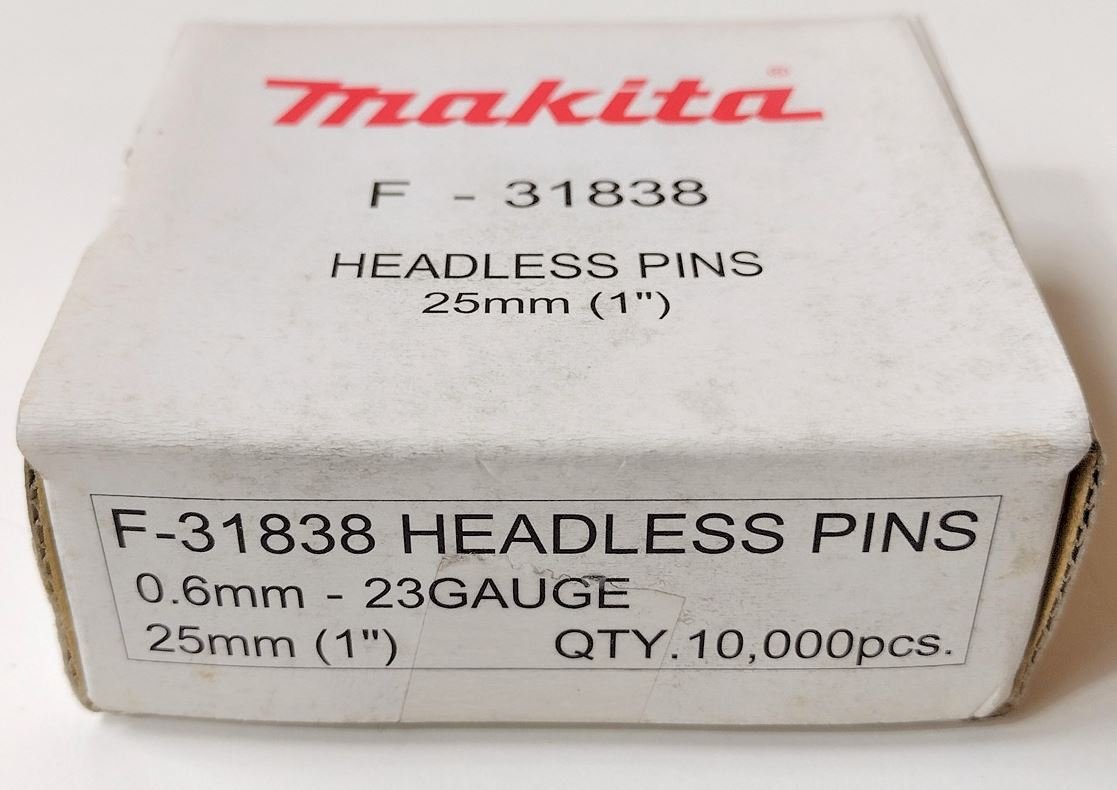 makita®
F - 31838
HEADLESS PINS
25mm (1")
F-31838 HEADLESS PINS
0.6mm - 23GAUGE
25mm (1") QTY.10,000pcs.